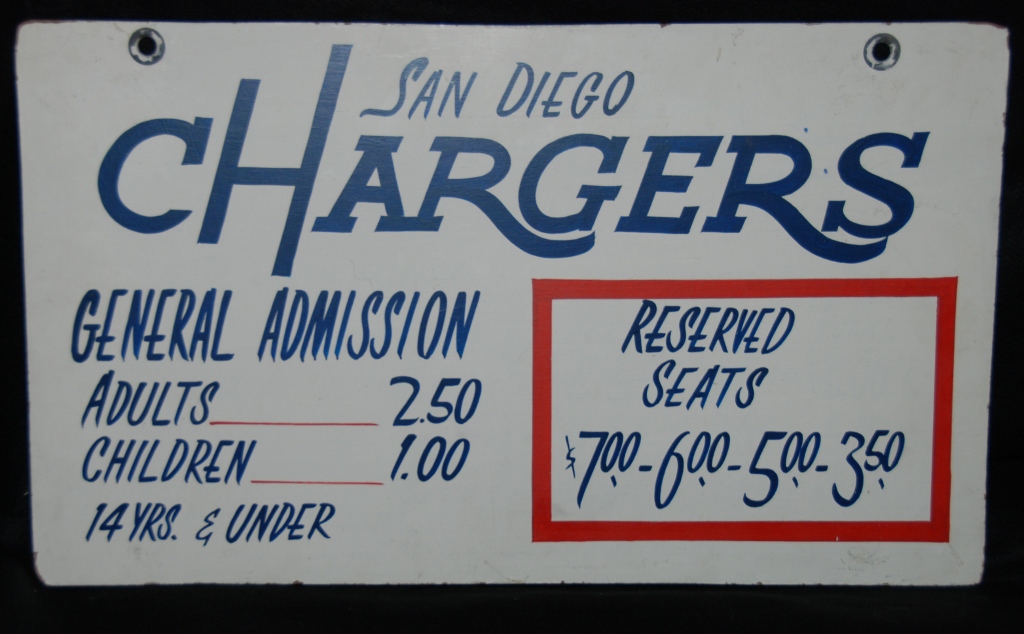 SAN DIEGO
CHARGERS
GENERAL ADMISSION
ADULTS 2.50
CHILDREN 1.00
14 YRS. & UNDER
RESERVED
SEATS
$7.00 - 6.00 - 5.00 - 3.50